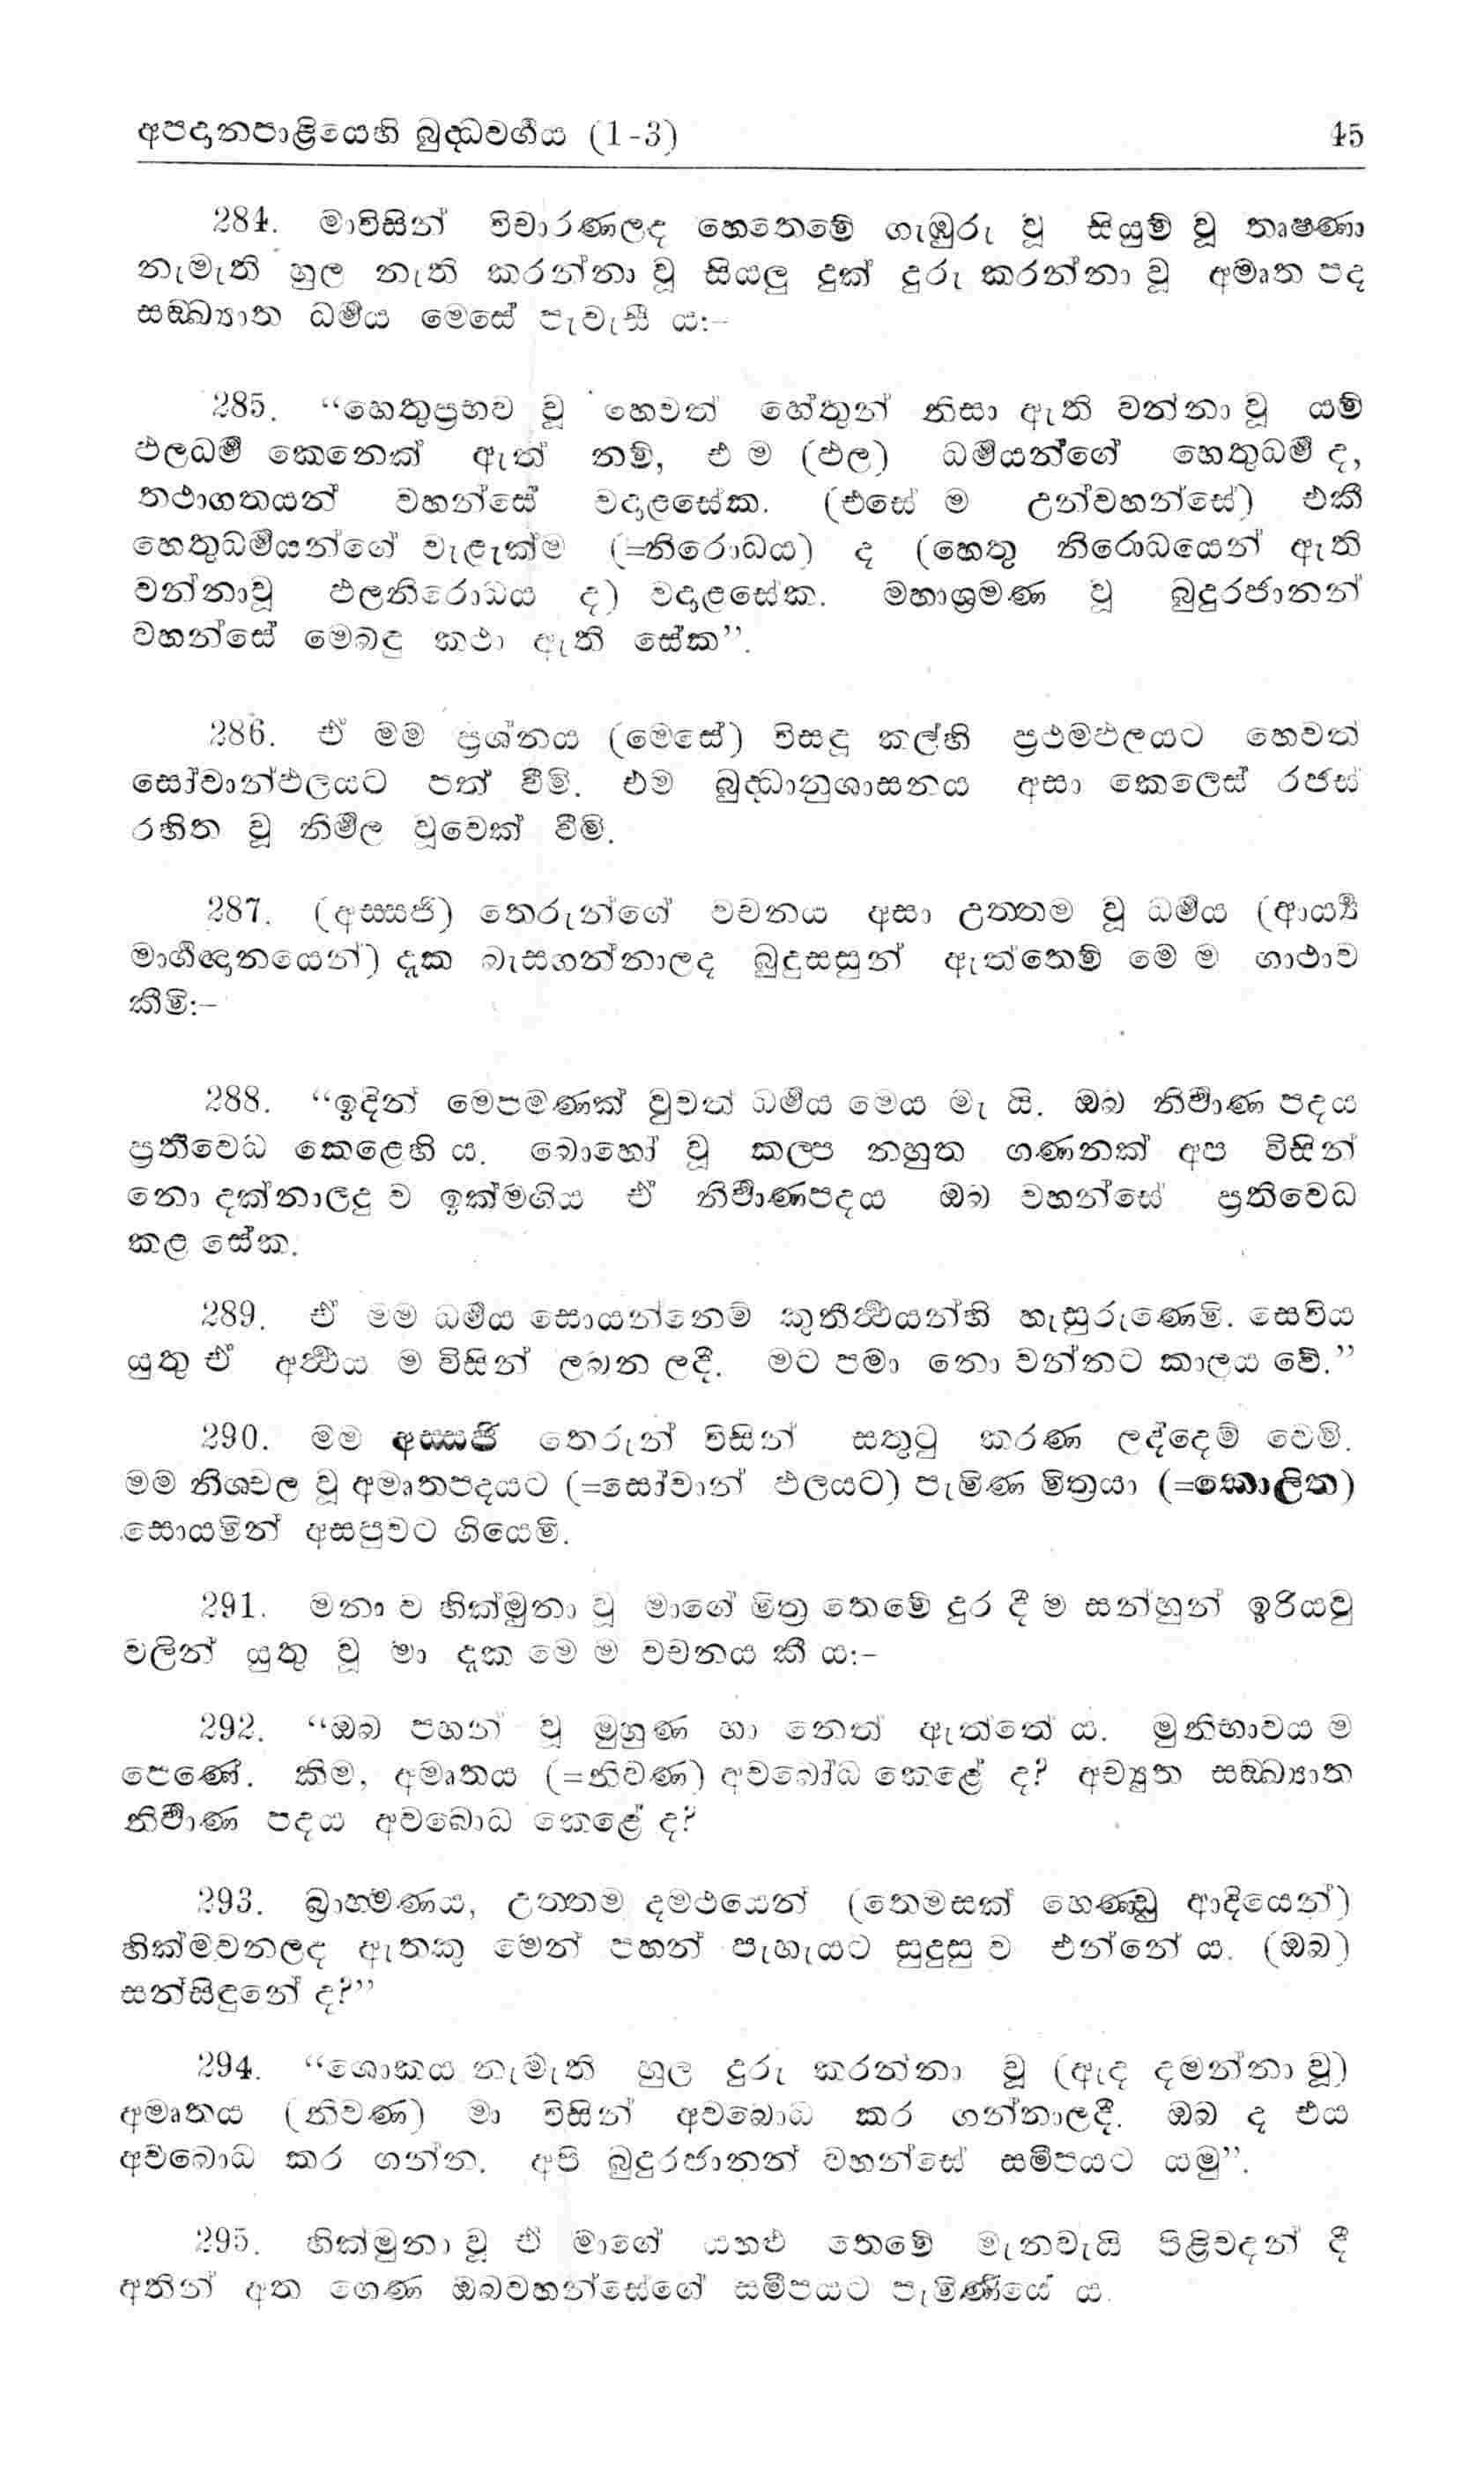 අපදානපාළියෙහි බුද්ධවර්‍ගය (1-3) 45
284. මාවිසින් විචාරණලද හෙතෙමේ ගැඹුරු වූ සියුම් වූ තෘෂණා
නැමැති හුල නැති කරන්නා වූ සියලු දුක් දුරු කරන්නා වූ අමෘත පද
සඞ්ඛ්‍යාත ධර්‍මය මෙසේ පැවැසී ය:–
285. “හෙතුප්‍රභව වූ හෙවත් හේතූන් නිසා ඇති වන්නා වූ යම්
ඵලධර්‍ම කෙනෙක් ඇත් නම්, එ ම (ඵල) ධර්‍මයන්ගේ හෙතුධර්‍ම ද,
තථාගතයන් වහන්සේ වදාළසේක. (එසේ ම උන්වහන්සේ) එකී
හෙතුධර්‍මයන්ගේ වැළැක්ම (=නිරොධය) ද (හෙතු නිරොධයෙන් ඇති
වන්නාවූ ඵලනිරොධය ද) වදාළසේක. මහාශ්‍රමණ වූ බුදුරජානන්
වහන්සේ මෙබඳු කථා ඇති සේක”.
286. ඒ මම ප්‍රශ්නය (මෙසේ) විසඳූ කල්හි ප්‍රථමඵලයට හෙවත්
සෝවාන්ඵලයට පත් වීමි. එම බුද්ධානුශාසනය අසා කෙලෙස් රජස්
රහිත වූ නිර්‍මල වූවෙක් වීමි.
287. (අස්සජි) තෙරුන්ගේ වචනය අසා උත්තම වූ ධර්‍මය (ආර්‍ය්‍ය
මාර්‍ගඥානයෙන්) දැක බැසගන්නාලද බුදුසසුන් ඇත්තෙම් මේ ම ගාථාව
කීමි:–
288. “ඉදින් මෙපමණක් වුවත් ධර්‍මය මෙය මැ යි. ඔබ නිර්‍වාණ පදය
ප්‍රතීවෙධ කෙළෙහි ය. බොහෝ වූ කල්ප නහුත ගණනක් අප විසින්
නො දක්නාලදු ව ඉක්මගිය ඒ නිර්‍වාණපදය ඔබ වහන්සේ ප්‍රතිවෙධ
කළ සේක.
289. ඒ මම ධර්‍මය සොයන්නෙම් කුතීර්‍ත්‍ථයන්හි හැසුරුණෙමි. සෙවිය
යුතු ඒ අර්‍ත්‍ථය ම විසින් ලබන ලදී. මට පමා නො වන්නට කාලය වේ.”
290. මම අස්සජි තෙරුන් විසින් සතුටු කරණ ලද්දෙම් වෙමි.
මම නිශ්චල වූ අමෘතපදයට (=සෝවාන් ඵලයට) පැමිණ මිත්‍රයා (=කොලිත)
සොයමින් අසපුවට ගියෙමි.
291. මනා ව හික්මුනා වූ මාගේ මිත්‍ර තෙමේ දුර දී ම සන්හුන් ඉරියවු
වලින් යුතු වූ මා දැක මෙ ම වචනය කී ය:–
292. “ඔබ පහන් වූ මුහුණ හා නෙත් ඇත්තේ ය. මුනිභාවය ම
පෙණේ. කිම, අමෘතය (=නිවණ) අවබෝධ කෙළේ ද? අච්‍යුත සඞ්ඛ්‍යාත
නිර්‍වාණ පදය අවබොධ කෙළේ ද?
293. බ්‍රාහ්මණය, උත්තම දමථයෙන් (තෙමසක් හෙණ්ඩු ආදියෙන්)
හික්මවනලද ඇතකු මෙන් පහන් පැහැයට සුදුසු ව එන්නේ ය. (ඔබ)
සන්සිඳුනේ ද?”
294. “ශොකය නැමැති හුල දුරු කරන්නා වූ (ඇද දමන්නා වූ)
අමෘතය (නිවණ) මා විසින් අවබොධ කර ගන්නාලදී. ඔබ ද එය
අවබොධ කර ගන්න. අපි බුදුරජානන් වහන්සේ සමීපයට යමු”.
295. හික්මුනා වූ ඒ මාගේ යහළු තෙමේ මැනවැයි පිළිවදන් දී
අතින් අත ගෙණ ඔබවහන්සේගේ සමීපයට පැමිණියේ ය.